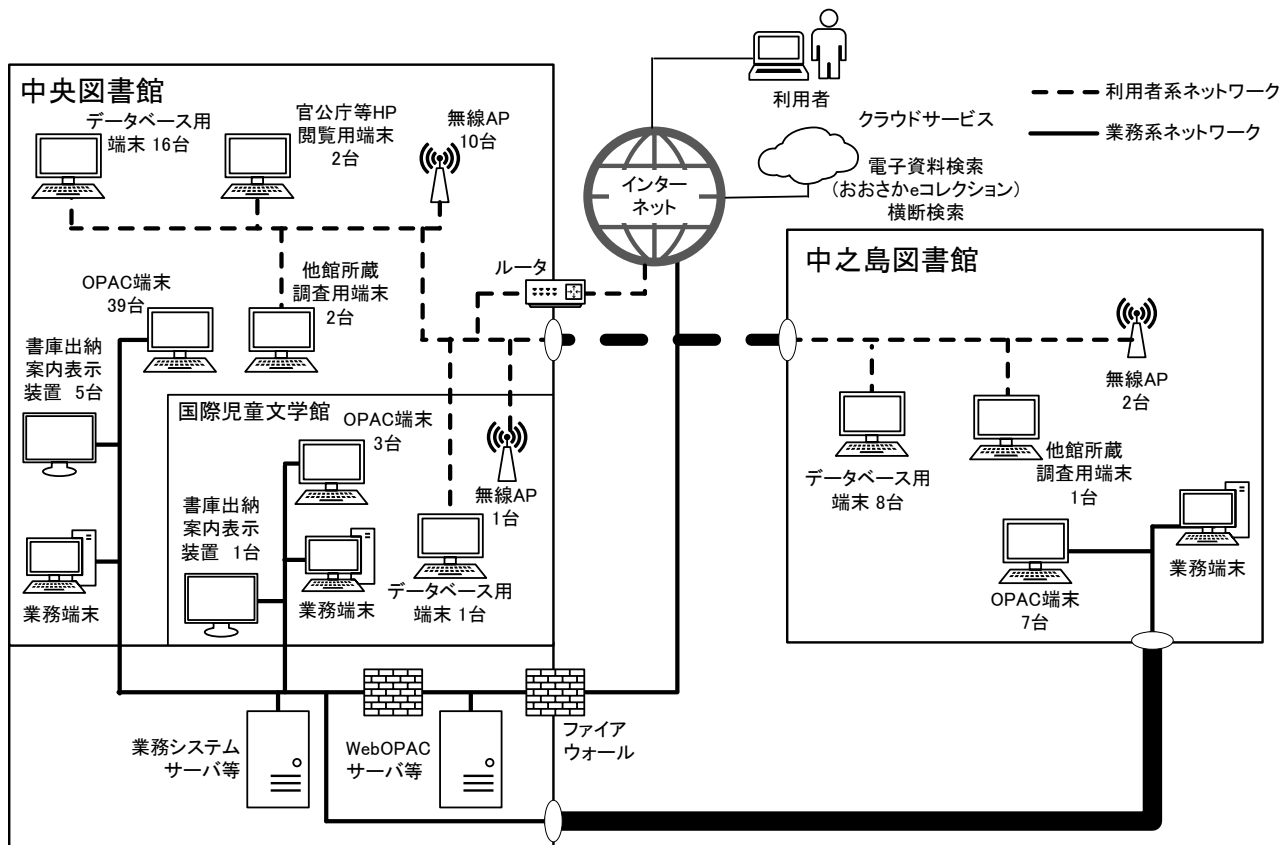 中央図書館
データベース用
端末 16台
官公庁等HP
閲覧用端末
2台
無線AP
10台
OPAC端末
39台
他館所蔵
調査用端末
2台
書庫出納
案内表示
装置 5台
業務端末
国際児童文学館
OPAC端末
3台
書庫出納
案内表示
装置 1台
業務端末
無線AP
1台
データベース用
端末 1台
ルータ
インター
ネット
利用者
クラウドサービス
電子資料検索
(おおさかeコレクション)
横断検索
利用者系ネットワーク
業務系ネットワーク
中之島図書館
無線AP
2台
データベース用
端末 8台
他館所蔵
調査用端末
1台
OPAC端末
7台
業務端末
業務システム
サーバ等
WebOPAC
サーバ等
ファイア
ウォール